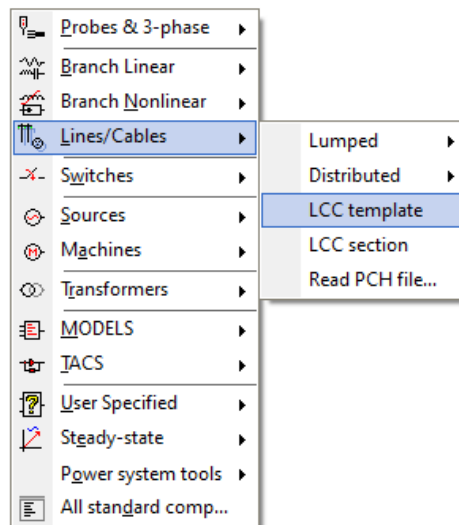 Probes & 3-phase
Branch Linear
Branch Nonlinear
Lines/Cables
Switches
Sources
Machines
Transformers
MODELS
TACS
User Specified
Steady-state
Power system tools
All standard comp...
Lumped
Distributed
LCC template
LCC section
Read PCH file...